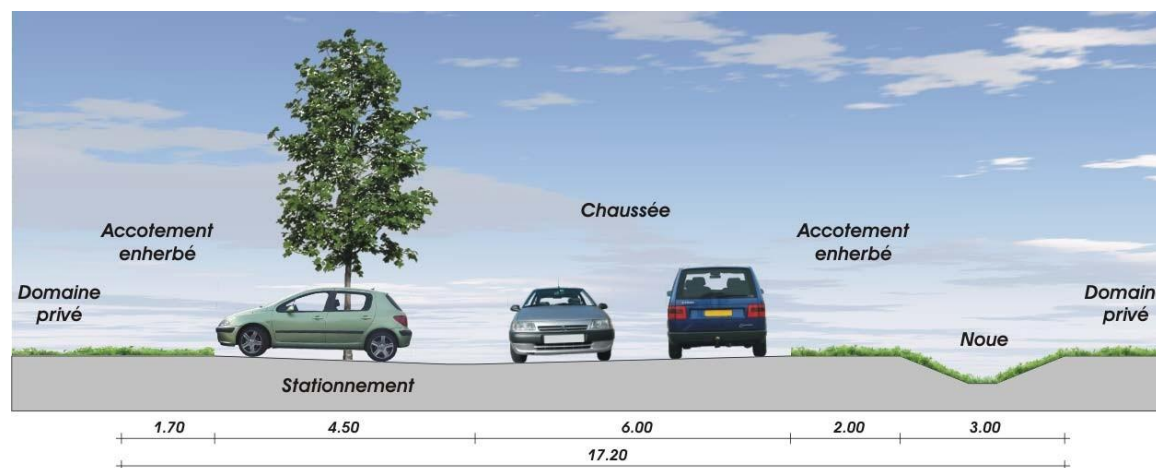 Chaussée
Accotement
enherbé
Accotement
enherbé
Domaine
privé
Domaine
privé
Noue
Stationnement
1.70
4.50
6.00
2.00
3.00
17.20